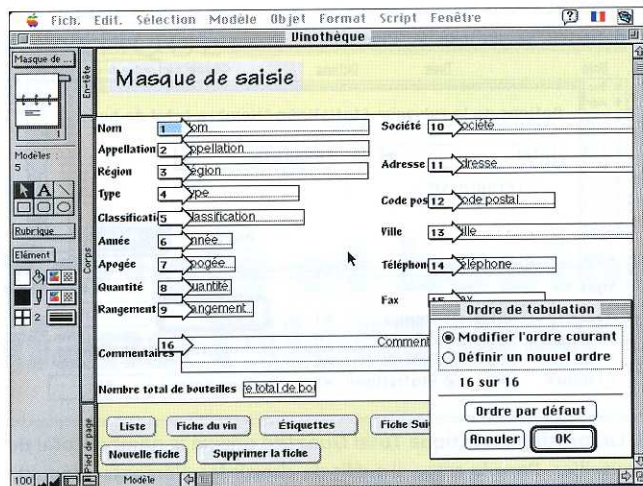 Fich. Edit. Sélection Modèle Objet Format Script Fenêtre
Vinothèque
Masque de ...
1
Modèles :
5
A
Rubrique
Elément
2
En-tête
Masque de saisie
Corps
Nom 1 om
Appellation 2 ppellation
Région 3 égion
Type 4 ype
Classificati 5 lassification
Année 6 nnée
Apogée 7 pogée
Quantité 8 uantité
Rangement 9 angement
Commentaires 16 Comment
Nombre total de bouteilles e total de bo
Société 10 ociété
Adresse 11 dresse
Code pos 12 ode postal
Ville 13 ille
Téléphon 14 éléphone
Fax 15 ax
Ordre de tabulation
Modifier l'ordre courant
Définir un nouvel ordre
16 sur 16
Ordre par défaut
Annuler OK
Pied de page
Liste Fiche du vin Étiquettes Fiche Sui
Nouvelle fiche Supprimer la fiche
100 Modèle